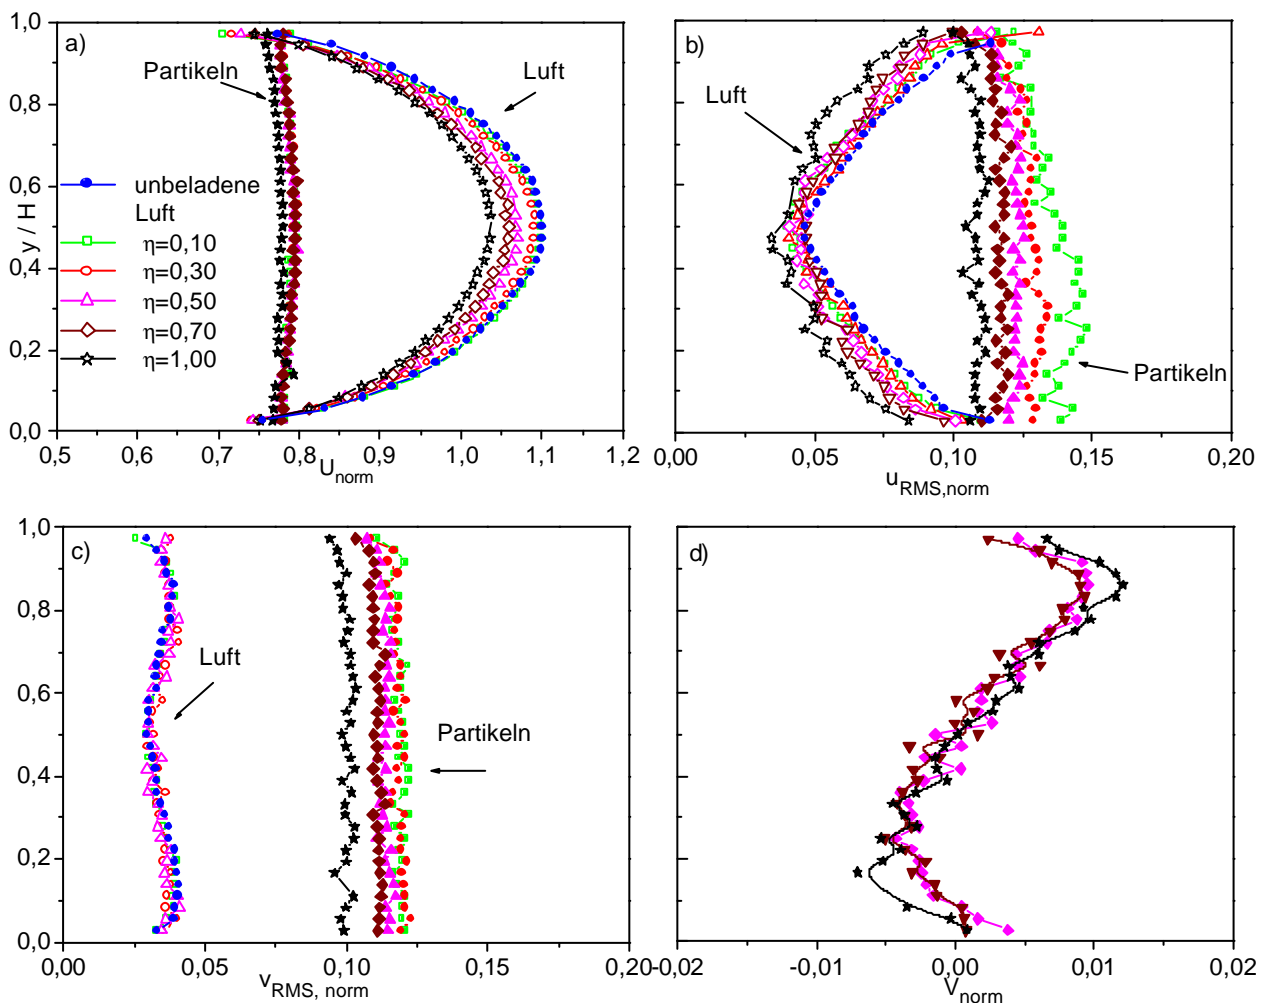 a)
Partikeln
Luft
unbeladene
Luft
η=0,10
η=0,30
η=0,50
η=0,70
η=1,00
y / H
1,0
0,8
0,6
0,4
0,2
0,0
0,5 0,6 0,7 0,8 0,9 1,0 1,1 1,2
U norm
b)
Luft
Partikeln
0,00 0,05 0,10 0,15 0,20
u RMS,norm
c)
Luft
Partikeln
1,0
0,8
0,6
0,4
0,2
0,0
0,00 0,05 0,10 0,15 0,20
v RMS, norm
d)
-0,02 -0,01 0,00 0,01 0,02
V norm